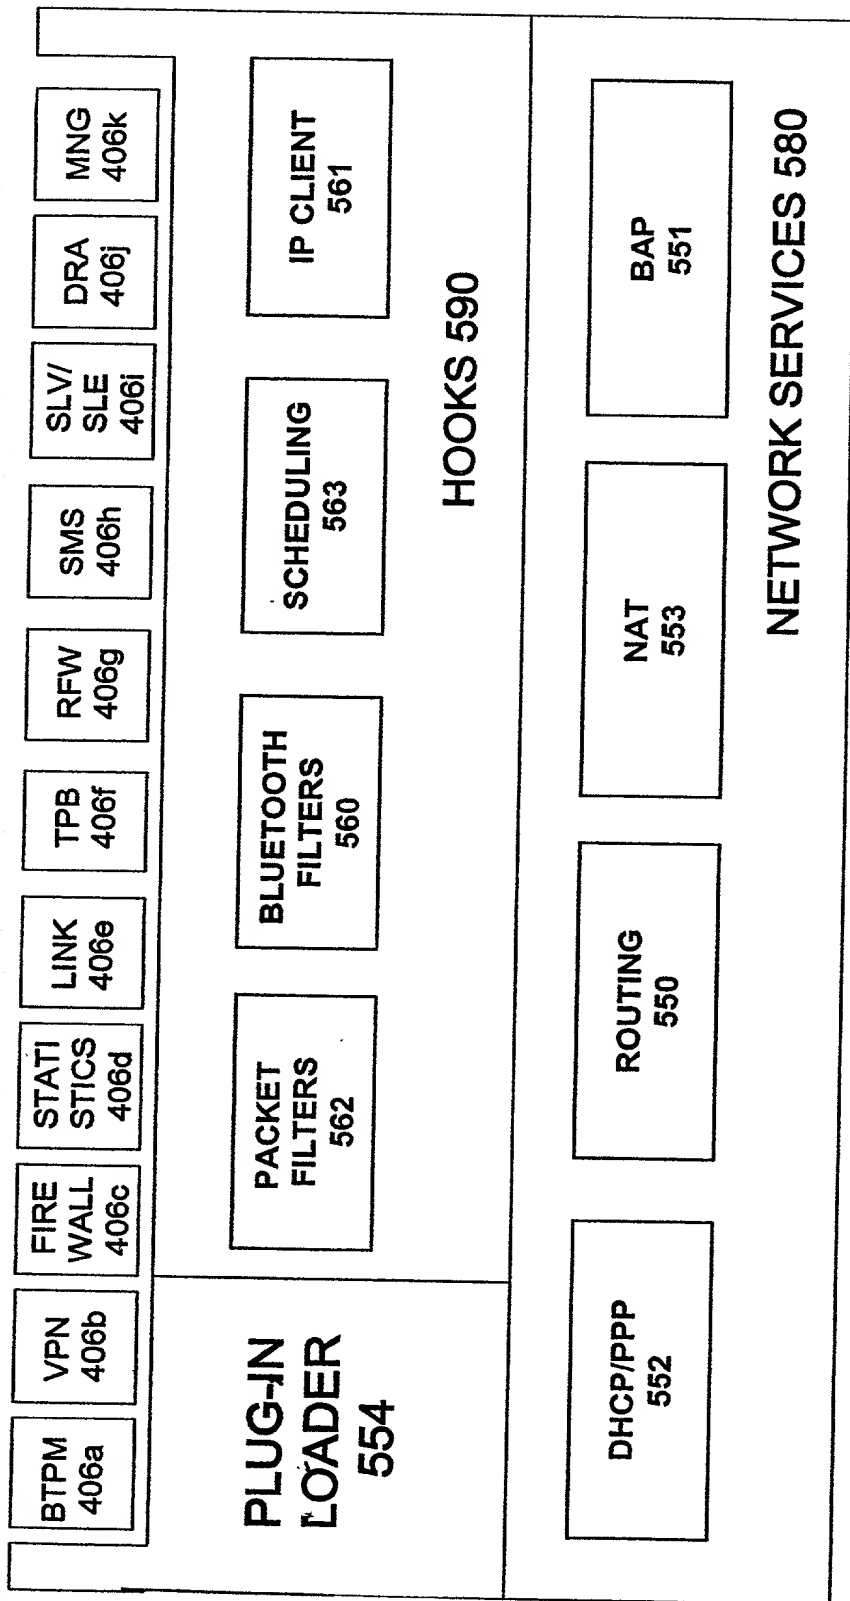 BTPM
406a
VPN
406b
FIRE
WALL
406c
STATI
STICS
406d
LINK
406e
TPB
406f
RFW
406g
SMS
406h
SLV/
SLE
406i
DRA
406j
MNG
406k
PLUG-IN
LOADER
554
PACKET
FILTERS
562
BLUETOOTH
FILTERS
560
SCHEDULING
563
IP CLIENT
561
HOOKS 590
DHCP/PPP
552
ROUTING
550
NAT
553
BAP
551
NETWORK SERVICES 580